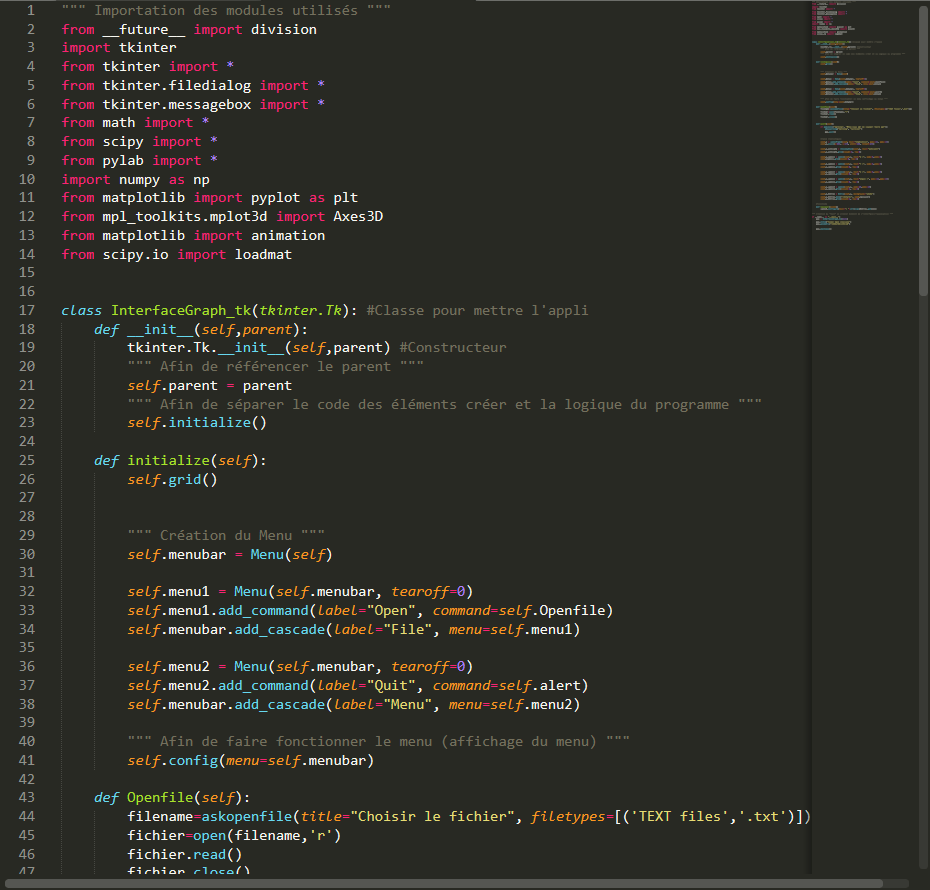 1 """ Importation des modules utilisés """
2 from __future__ import division
3 import tkinter
4 from tkinter import *
5 from tkinter.filedialog import *
6 from tkinter.messagebox import *
7 from math import *
8 from scipy import *
9 from pylab import *
10 import numpy as np
11 from matplotlib import pyplot as plt
12 from mpl_toolkits.mplot3d import Axes3D
13 from matplotlib import animation
14 from scipy.io import loadmat
15
16
17 class InterfaceGraph_tk(tkinter.Tk): #Classe pour mettre l'appli
18     def __init__(self,parent):
19         tkinter.Tk.__init__(self,parent) #Constructeur
20         """ Afin de référencer le parent """
21         self.parent = parent
22         """ Afin de séparer le code des éléments créer et la logique du programme """
23         self.initialize()
24
25     def initialize(self):
26         self.grid()
27
28
29         """ Création du Menu """
30         self.menubar = Menu(self)
31
32         self.menu1 = Menu(self.menubar, tearoff=0)
33         self.menu1.add_command(label="Open", command=self.Openfile)
34         self.menubar.add_cascade(label="File", menu=self.menu1)
35
36         self.menu2 = Menu(self.menubar, tearoff=0)
37         self.menu2.add_command(label="Quit", command=self.alert)
38         self.menubar.add_cascade(label="Menu", menu=self.menu2)
39
40         """ Afin de faire fonctionner le menu (affichage du menu) """
41         self.config(menu=self.menubar)
42
43     def Openfile(self):
44         filename=askopenfile(title="Choisir le fichier", filetypes=[('TEXT files','.txt')])
45         fichier=open(filename,'r')
46         fichier.read()
47         fichier.close()